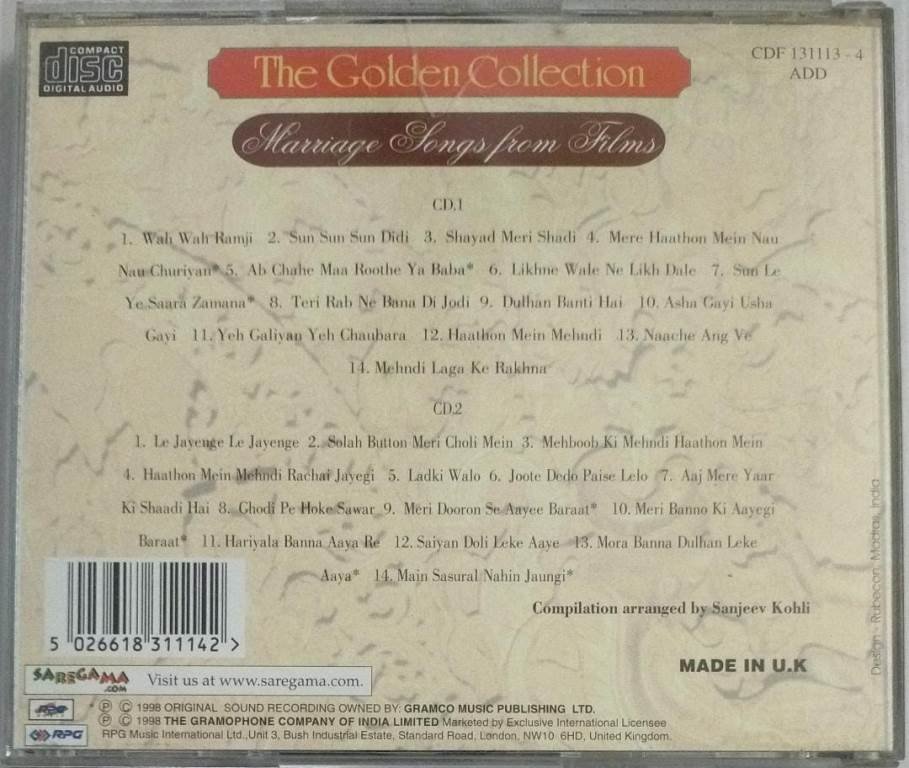 COMPACT
disc
DIGITAL AUDIO
The Golden Collection
CDF 131113 - 4
ADD
Marriage Songs from Films
CD.1
1. Wah Wah Ramji 2. Sun Sun Sun Didi 3. Shayad Meri Shadi 4. Mere Haathon Mein Nau
Nau Churiyan* 5. Ab Chahe Maa Roothe Ya Baba* 6. Likhne Wale Ne Likh Dale 7. Sun Le
Ye Saara Zamana* 8. Teri Rab Ne Bana Di Jodi 9. Dulhan Banti Hai 10. Asha Gayi Usha
Gayi 11. Yeh Galiyan Yeh Chaubara 12. Haathon Mein Mehndi 13. Naache Ang Ve
14. Mehndi Laga Ke Rakhna
CD.2
1. Le Jayenge Le Jayenge 2. Solah Button Meri Choli Mein 3. Mehboob Ki Mehndi Haathon Mein
4. Haathon Mein Mehndi Rachai Jayegi 5. Ladki Walo 6. Joote Dedo Paise Lelo 7. Aaj Mere Yaar
Ki Shaadi Hai 8. Ghodi Pe Hoke Sawar 9. Meri Dooron Se Aayee Baraat* 10. Meri Banno Ki Aayegi
Baraat* 11. Hariyala Banna Aaya Re 12. Saiyan Doli Leke Aaye 13. Mora Banna Dulhan Leke
Aaya* 14. Main Sasural Nahin Jaungi*
Compilation arranged by Sanjeev Kohli
5 026618 311142 >
MADE IN U.K
SAREGAMA
.COM
Visit us at www.saregama.com.
℗ © 1998 ORIGINAL SOUND RECORDING OWNED BY: GRAMCO MUSIC PUBLISHING LTD.
℗ © 1998 THE GRAMOPHONE COMPANY OF INDIA LIMITED Marketed by Exclusive International Licensee
RPG
RPG Music International Ltd.,Unit 3, Bush Industrial Estate, Standard Road, London, NW10 6HD, United Kingdom.
Design - Rubecon, Madras, India